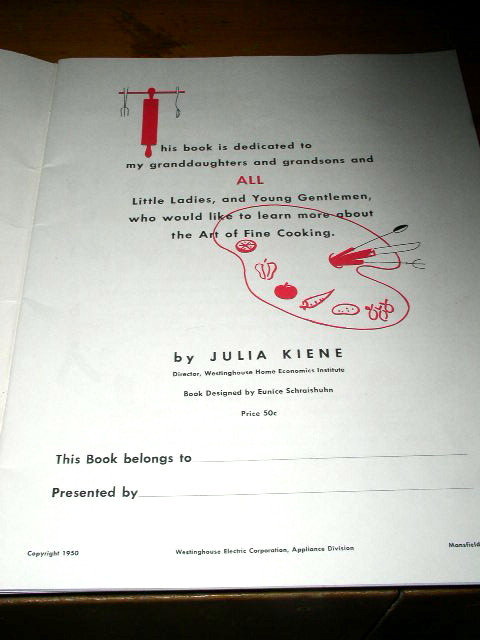 This book is dedicated to
my granddaughters and grandsons and
ALL
Little Ladies, and Young Gentlemen,
who would like to learn more about
the Art of Fine Cooking.
by JULIA KIENE
Director, Westinghouse Home Economics Institute
Book Designed by Eunice Schraishuhn
Price 50c
This Book belongs to
Presented by
Copyright 1950
Westinghouse Electric Corporation, Appliance Division
Mansfield